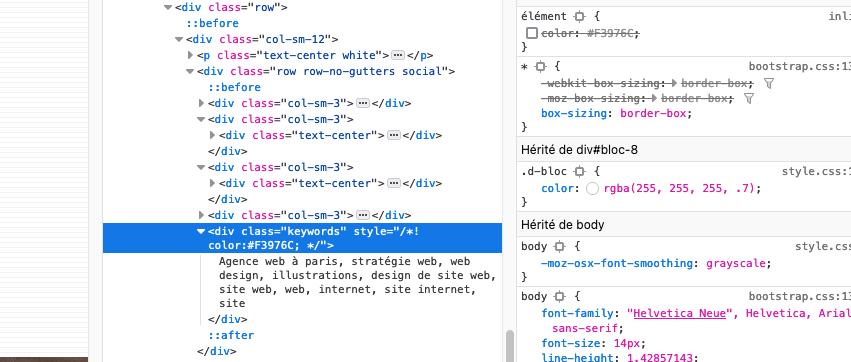 <div class="row">
::before
<div class="col-sm-12">
<p class="text-center white"> ⋯ </p>
<div class="row row-no-gutters social">
::before
<div class="col-sm-3"> ⋯ </div>
<div class="col-sm-3">
<div class="text-center"> ⋯ </div>
</div>
<div class="col-sm-3">
<div class="text-center"> ⋯ </div>
</div>
<div class="col-sm-3"> ⋯ </div>
<div class="keywords" style="/*!
color:#F3976C; */">
Agence web à paris, stratégie web, web
design, illustrations, design de site web,
site web, web, internet, site internet,
site
</div>
::after
</div>
élément { inli
color: #F3976C;
}
* { bootstrap.css:13
-webkit-box-sizing: border-box;
-moz-box-sizing: border-box;
box-sizing: border-box;
}
Hérité de div#bloc-8
.d-bloc { style.css:
color: rgba(255, 255, 255, .7);
}
Hérité de body
body { style.css
-moz-osx-font-smoothing: grayscale;
}
body { bootstrap.css:13
font-family: "Helvetica Neue", Helvetica, Arial
sans-serif;
font-size: 14px;
line-height: 1.42857143;